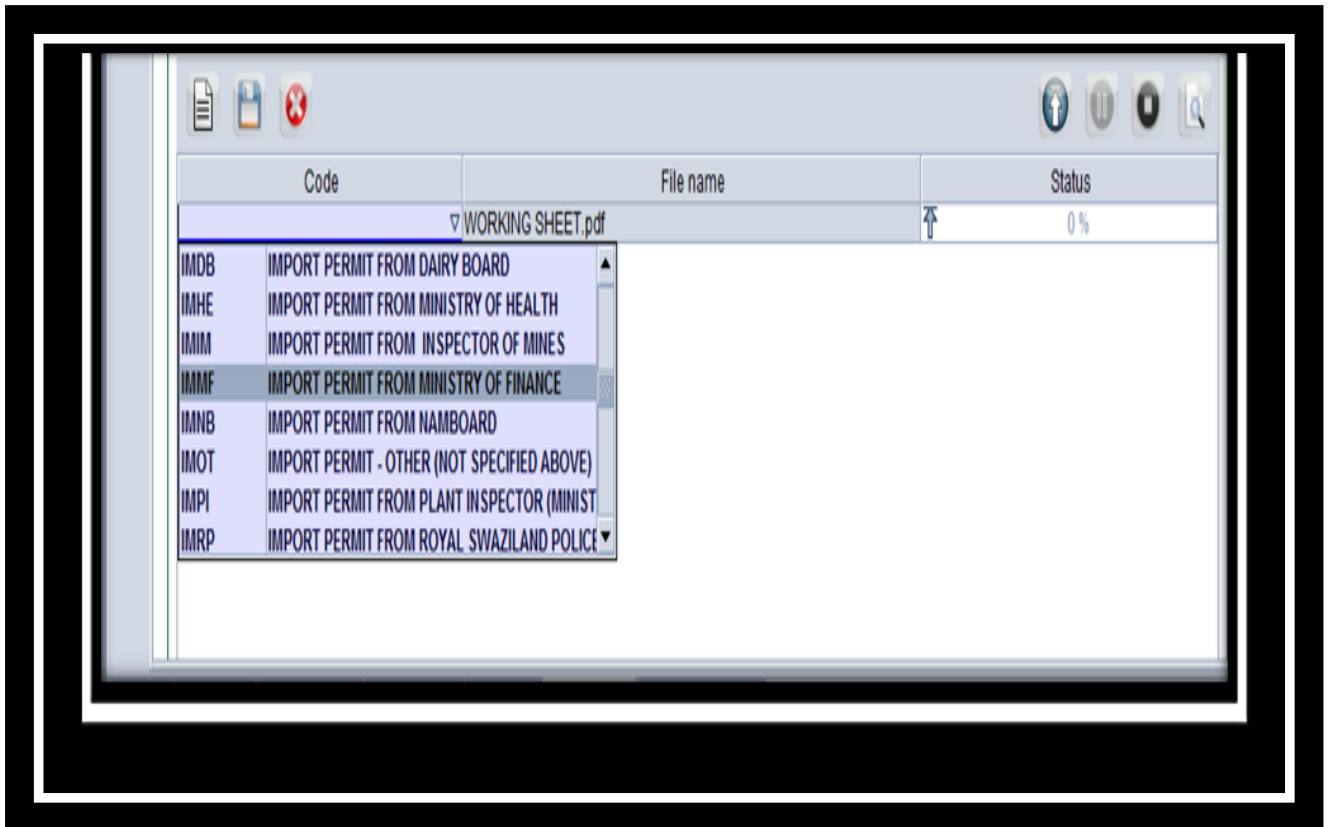 Code File name Status
WORKING SHEET.pdf 0 %
IMDB IMPORT PERMIT FROM DAIRY BOARD
IMHE IMPORT PERMIT FROM MINISTRY OF HEALTH
IMIM IMPORT PERMIT FROM INSPECTOR OF MINES
IMMF IMPORT PERMIT FROM MINISTRY OF FINANCE
IMNB IMPORT PERMIT FROM NAMBOARD
IMOT IMPORT PERMIT - OTHER (NOT SPECIFIED ABOVE)
IMPI IMPORT PERMIT FROM PLANT INSPECTOR (MINIST
IMRP IMPORT PERMIT FROM ROYAL SWAZILAND POLICE